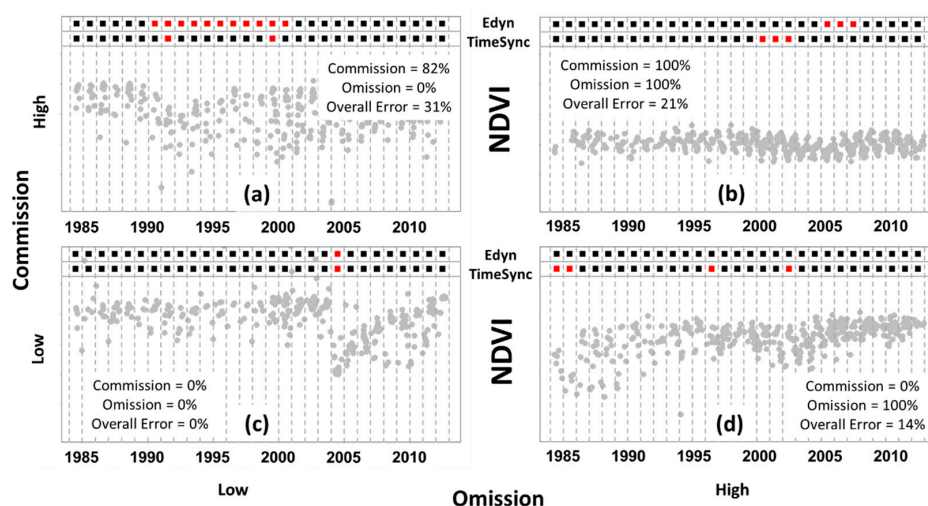 Edyn
TimeSync
Commission = 82%
Omission = 0%
Overall Error = 31%
Commission = 100%
Omission = 100%
Overall Error = 21%
High
NDVI
(a)
(b)
1985 1990 1995 2000 2005 2010
1985 1990 1995 2000 2005 2010
Commission
Edyn
TimeSync
Low
NDVI
Commission = 0%
Omission = 0%
Overall Error = 0%
(c)
Commission = 0%
Omission = 100%
Overall Error = 14%
(d)
1985 1990 1995 2000 2005 2010
1985 1990 1995 2000 2005 2010
Low
Omission
High